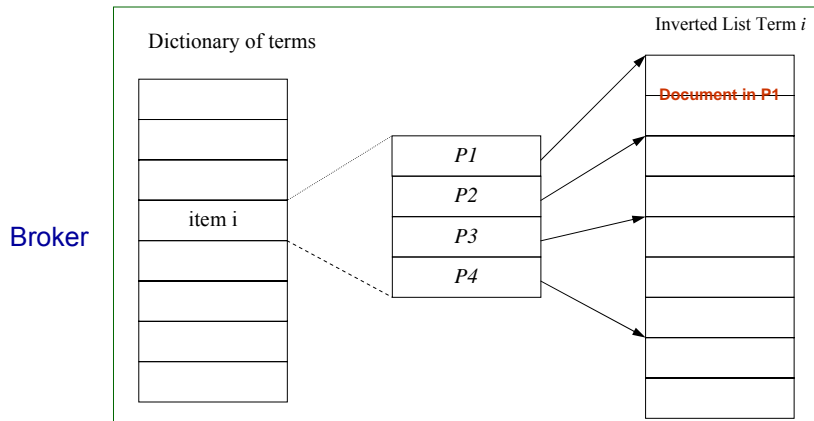 Inverted List Term i
Dictionary of terms
Document in P1
P1
P2
item i
P3
Broker
P4